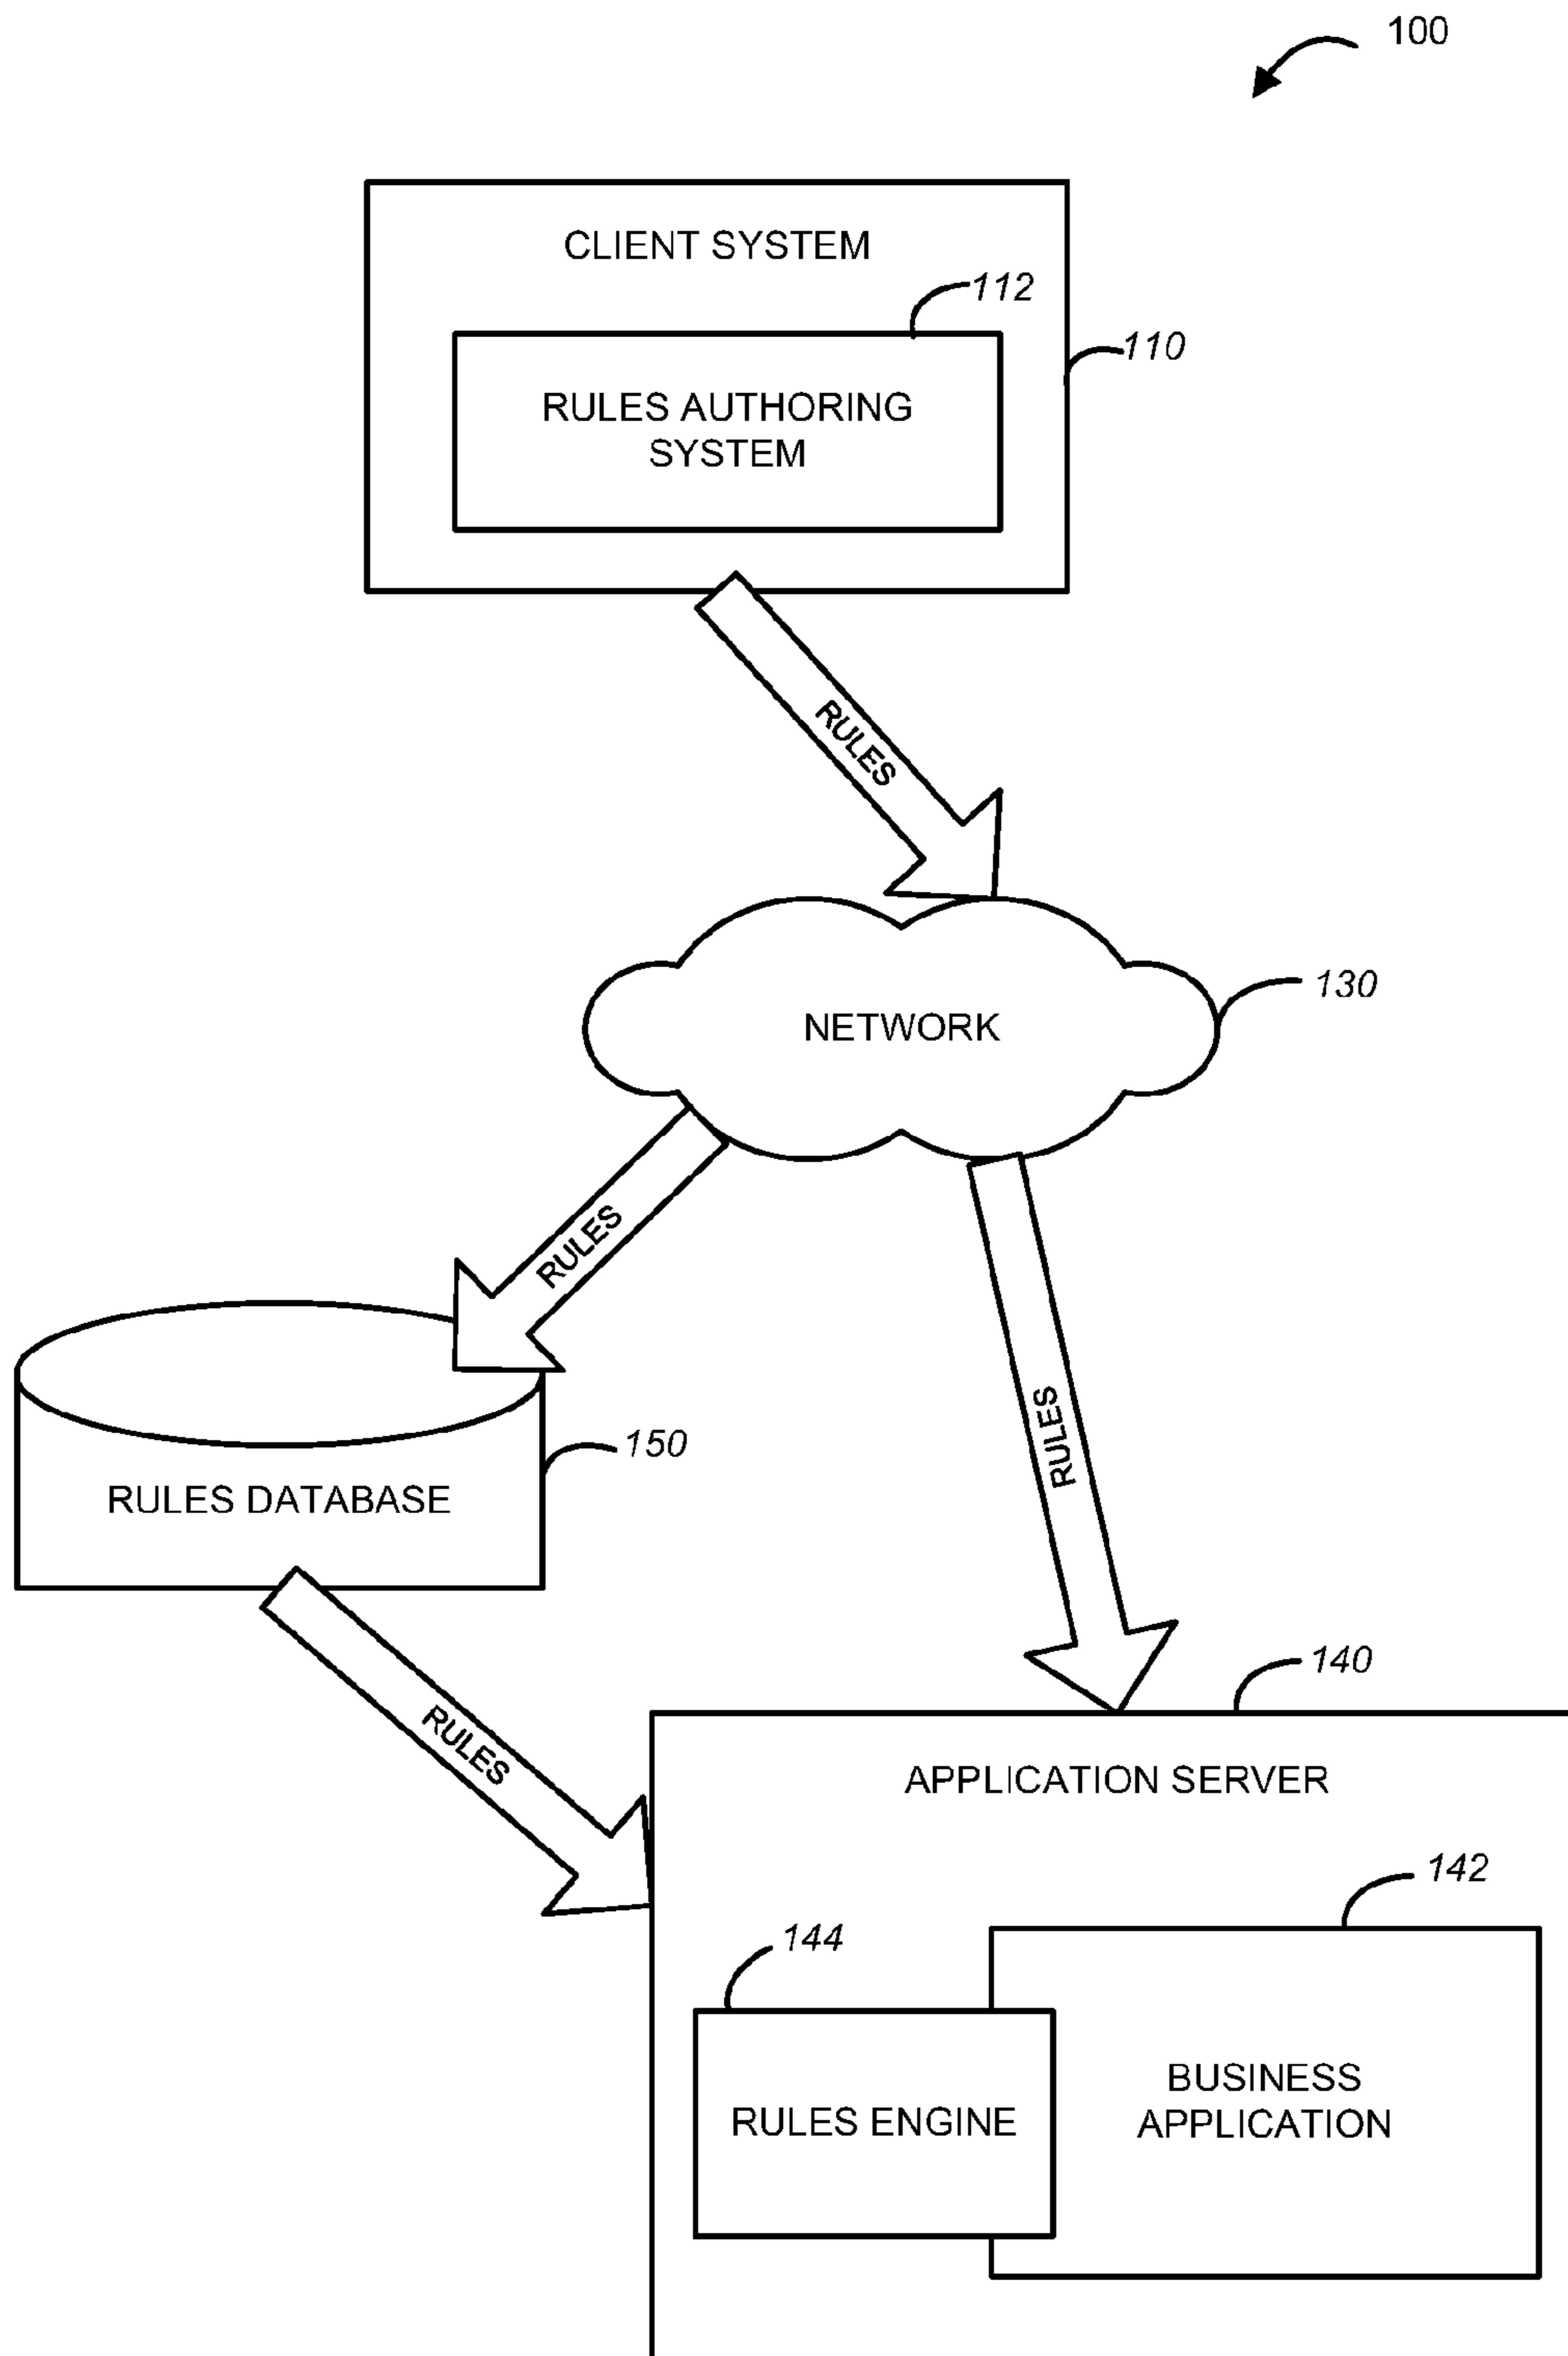 100
CLIENT SYSTEM
112
110
RULES AUTHORING
SYSTEM
RULES
130
NETWORK
RULES
RULES
150
RULES DATABASE
RULES
140
APPLICATION SERVER
142
144
BUSINESS
APPLICATION
RULES ENGINE